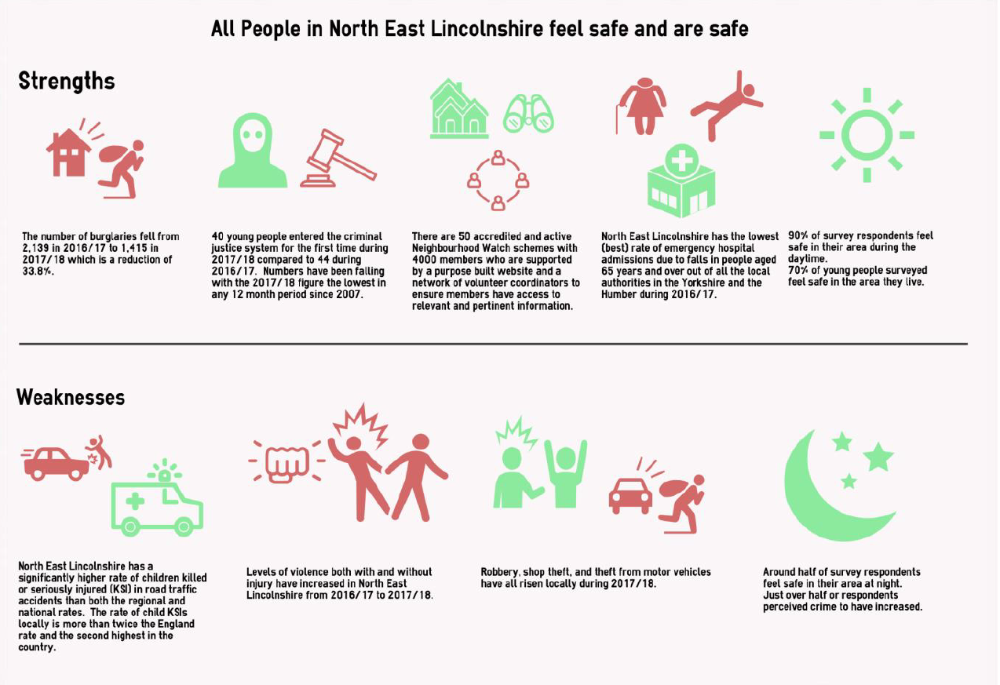 All People in North East Lincolnshire feel safe and are safe
Strengths
The number of burglaries fell from
2,139 in 2016/17 to 1,415 in
2017/18 which is a reduction of
33.8%.
40 young people entered the criminal
justice system for the first time during
2017/18 compared to 44 during
2016/17. Numbers have been falling
with the 2017/18 figure the lowest in
any 12 month period since 2007.
There are 50 accredited and active
Neighbourhood Watch schemes with
4000 members who are supported
by a purpose built website and a
network of volunteer coordinators to
ensure members have access to
relevant and pertinent information.
North East Lincolnshire has the lowest
(best) rate of emergency hospital
admissions due to falls in people aged
65 years and over out of all the local
authorities in the Yorkshire and the
Humber during 2016/17.
90% of survey respondents feel
safe in their area during the
daytime.
70% of young people surveyed
feel safe in the area they live.
Weaknesses
North East Lincolnshire has a
significantly higher rate of children killed
or seriously injured (KSI) in road traffic
accidents than both the regional and
national rates. The rate of child KSIs
locally is more than twice the England
rate and the second highest in the
country.
Levels of violence both with and without
injury have increased in North East
Lincolnshire from 2016/17 to 2017/18.
Robbery, shop theft, and theft from motor vehicles
have all risen locally during 2017/18.
Around half of survey respondents
feel safe in their area at night.
Just over half or respondents
perceived crime to have increased.